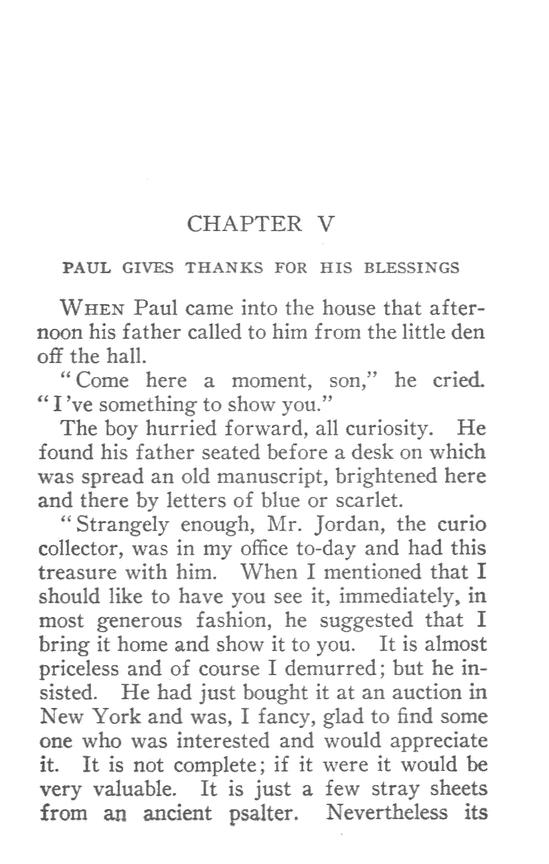 CHAPTER V
PAUL GIVES THANKS FOR HIS BLESSINGS
WHEN Paul came into the house that after-
noon his father called to him from the little den
off the hall.
“Come here a moment, son,” he cried.
“I’ve something to show you.”
The boy hurried forward, all curiosity. He
found his father seated before a desk on which
was spread an old manuscript, brightened here
and there by letters of blue or scarlet.
“Strangely enough, Mr. Jordan, the curio
collector, was in my office to-day and had this
treasure with him. When I mentioned that I
should like to have you see it, immediately, in
most generous fashion, he suggested that I
bring it home and show it to you. It is almost
priceless and of course I demurred; but he in-
sisted. He had just bought it at an auction in
New York and was, I fancy, glad to find some
one who was interested and would appreciate
it. It is not complete; if it were it would be
very valuable. It is just a few stray sheets
from an ancient psalter. Nevertheless its